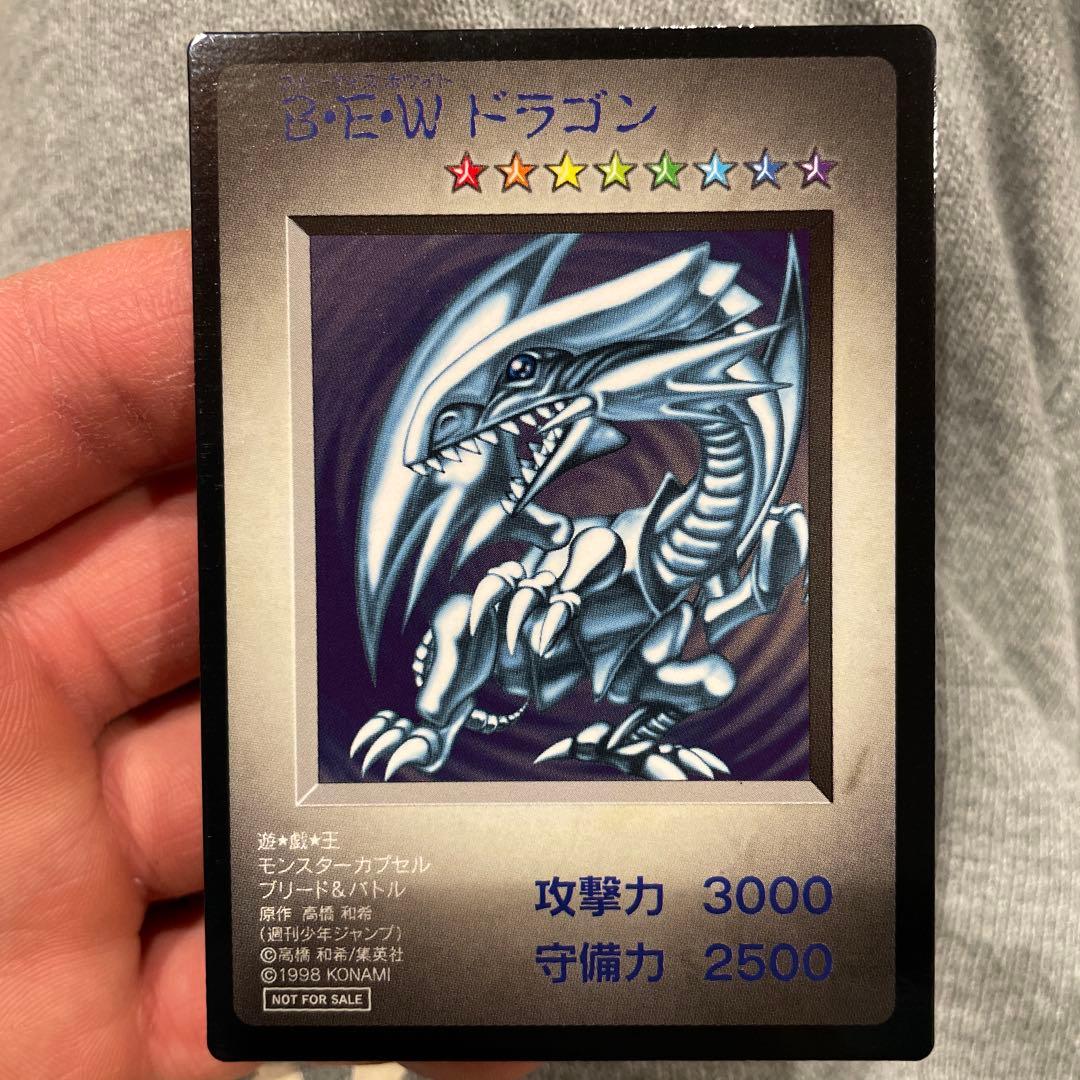 ブルーアイズホワイト
B・E・W ドラゴン
遊★戯★王
モンスターカプセル
ブリード&バトル
原作 高橋 和希
(週刊少年ジャンプ)
©高橋 和希/集英社
©1998 KONAMI
NOT FOR SALE
攻撃力 3000
守備力 2500